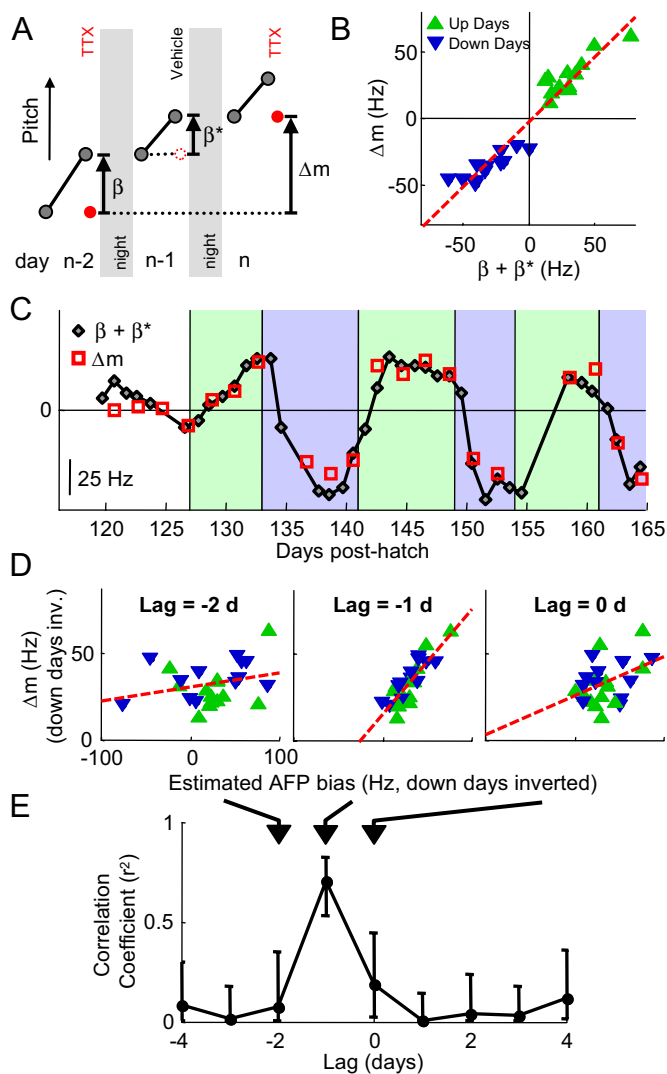 A
TTX
Vehicle
TTX
Pitch
β
β*
Δm
day n-2 night n-1 night n
B
Up Days
Down Days
Δm (Hz)
50
0
-50
-50 0 50
β + β* (Hz)
C
β + β*
Δm
0
25 Hz
120 125 130 135 140 145 150 155 160 165
Days post-hatch
D
Lag = -2 d
Lag = -1 d
Lag = 0 d
Δm (Hz)
(down days inv.)
50
0
-100 0 100
Estimated AFP bias (Hz, down days inverted)
E
Correlation
Coefficient (r²)
1
0.5
0
-4 -2 0 2 4
Lag (days)